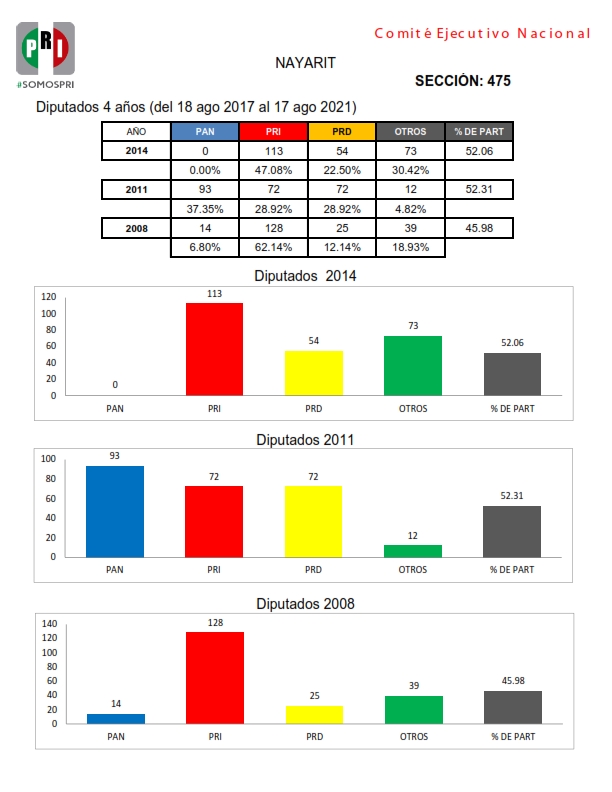 Comité Ejecutivo Nacional
PRI
#SOMOSPRI
NAYARIT
SECCIÓN: 475
Diputados 4 años (del 18 ago 2017 al 17 ago 2021)
AÑO PAN PRI PRD OTROS % DE PART
2014 0 113 54 73 52.06
0.00% 47.08% 22.50% 30.42%
2011 93 72 72 12 52.31
37.35% 28.92% 28.92% 4.82%
2008 14 128 25 39 45.98
6.80% 62.14% 12.14% 18.93%
Diputados 2014
120
100
80
60
40
20
0
0 113 54 73 52.06
PAN PRI PRD OTROS % DE PART
Diputados 2011
100
80
60
40
20
0
93 72 72 12 52.31
PAN PRI PRD OTROS % DE PART
Diputados 2008
140
120
100
80
60
40
20
0
14 128 25 39 45.98
PAN PRI PRD OTROS % DE PART